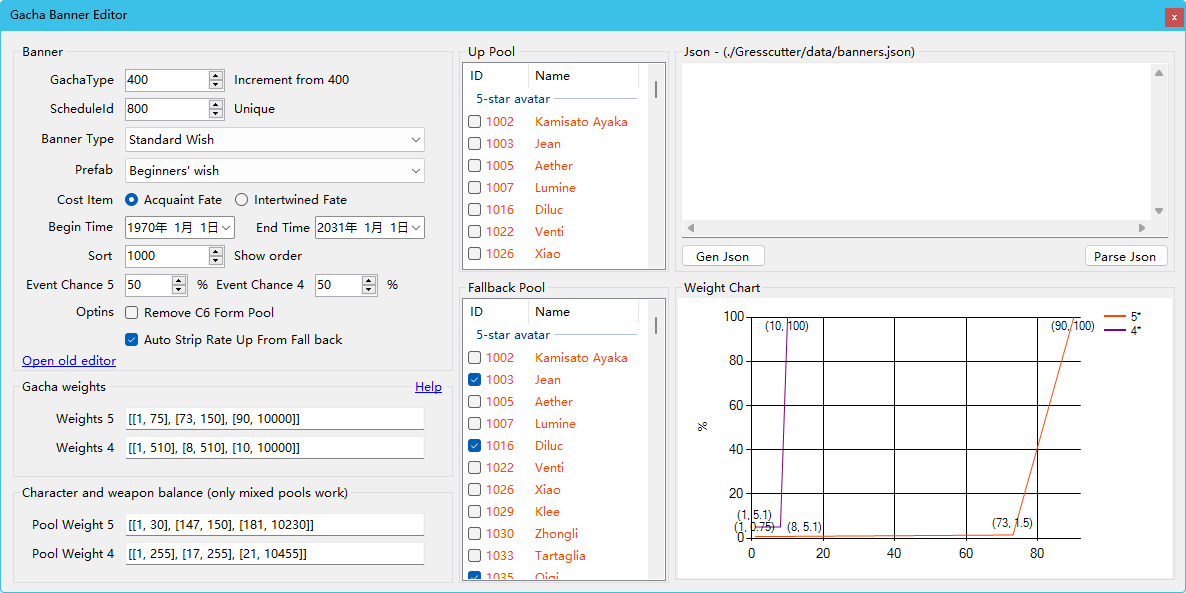 Gacha Banner Editor
x
Banner
GachaType 400 Increment from 400
ScheduleId 800 Unique
Banner Type Standard Wish
Prefab Beginners' wish
Cost Item Acquaint Fate Intertwined Fate
Begin Time 1970年 1月 1日 End Time 2031年 1月 1日
Sort 1000 Show order
Event Chance 5 50 % Event Chance 4 50 %
Optins Remove C6 Form Pool
Auto Strip Rate Up From Fall back
Open old editor
Gacha weights Help
Weights 5 [[1, 75], [73, 150], [90, 10000]]
Weights 4 [[1, 510], [8, 510], [10, 10000]]
Character and weapon balance (only mixed pools work)
Pool Weight 5 [[1, 30], [147, 150], [181, 10230]]
Pool Weight 4 [[1, 255], [17, 255], [21, 10455]]
Up Pool
ID Name
5-star avatar
1002 Kamisato Ayaka
1003 Jean
1005 Aether
1007 Lumine
1016 Diluc
1022 Venti
1026 Xiao
Fallback Pool
ID Name
5-star avatar
1002 Kamisato Ayaka
1003 Jean
1005 Aether
1007 Lumine
1016 Diluc
1022 Venti
1026 Xiao
1029 Klee
1030 Zhongli
1033 Tartaglia
1035 Qiqi
Json - (./Gresscutter/data/banners.json)
Gen Json Parse Json
Weight Chart
%
100
80
60
40
20
0
0 20 40 60 80
(10, 100)
(90, 100)
(1, 5.1)
(1, 0.75)
(8, 5.1)
(73, 1.5)
5*
4*